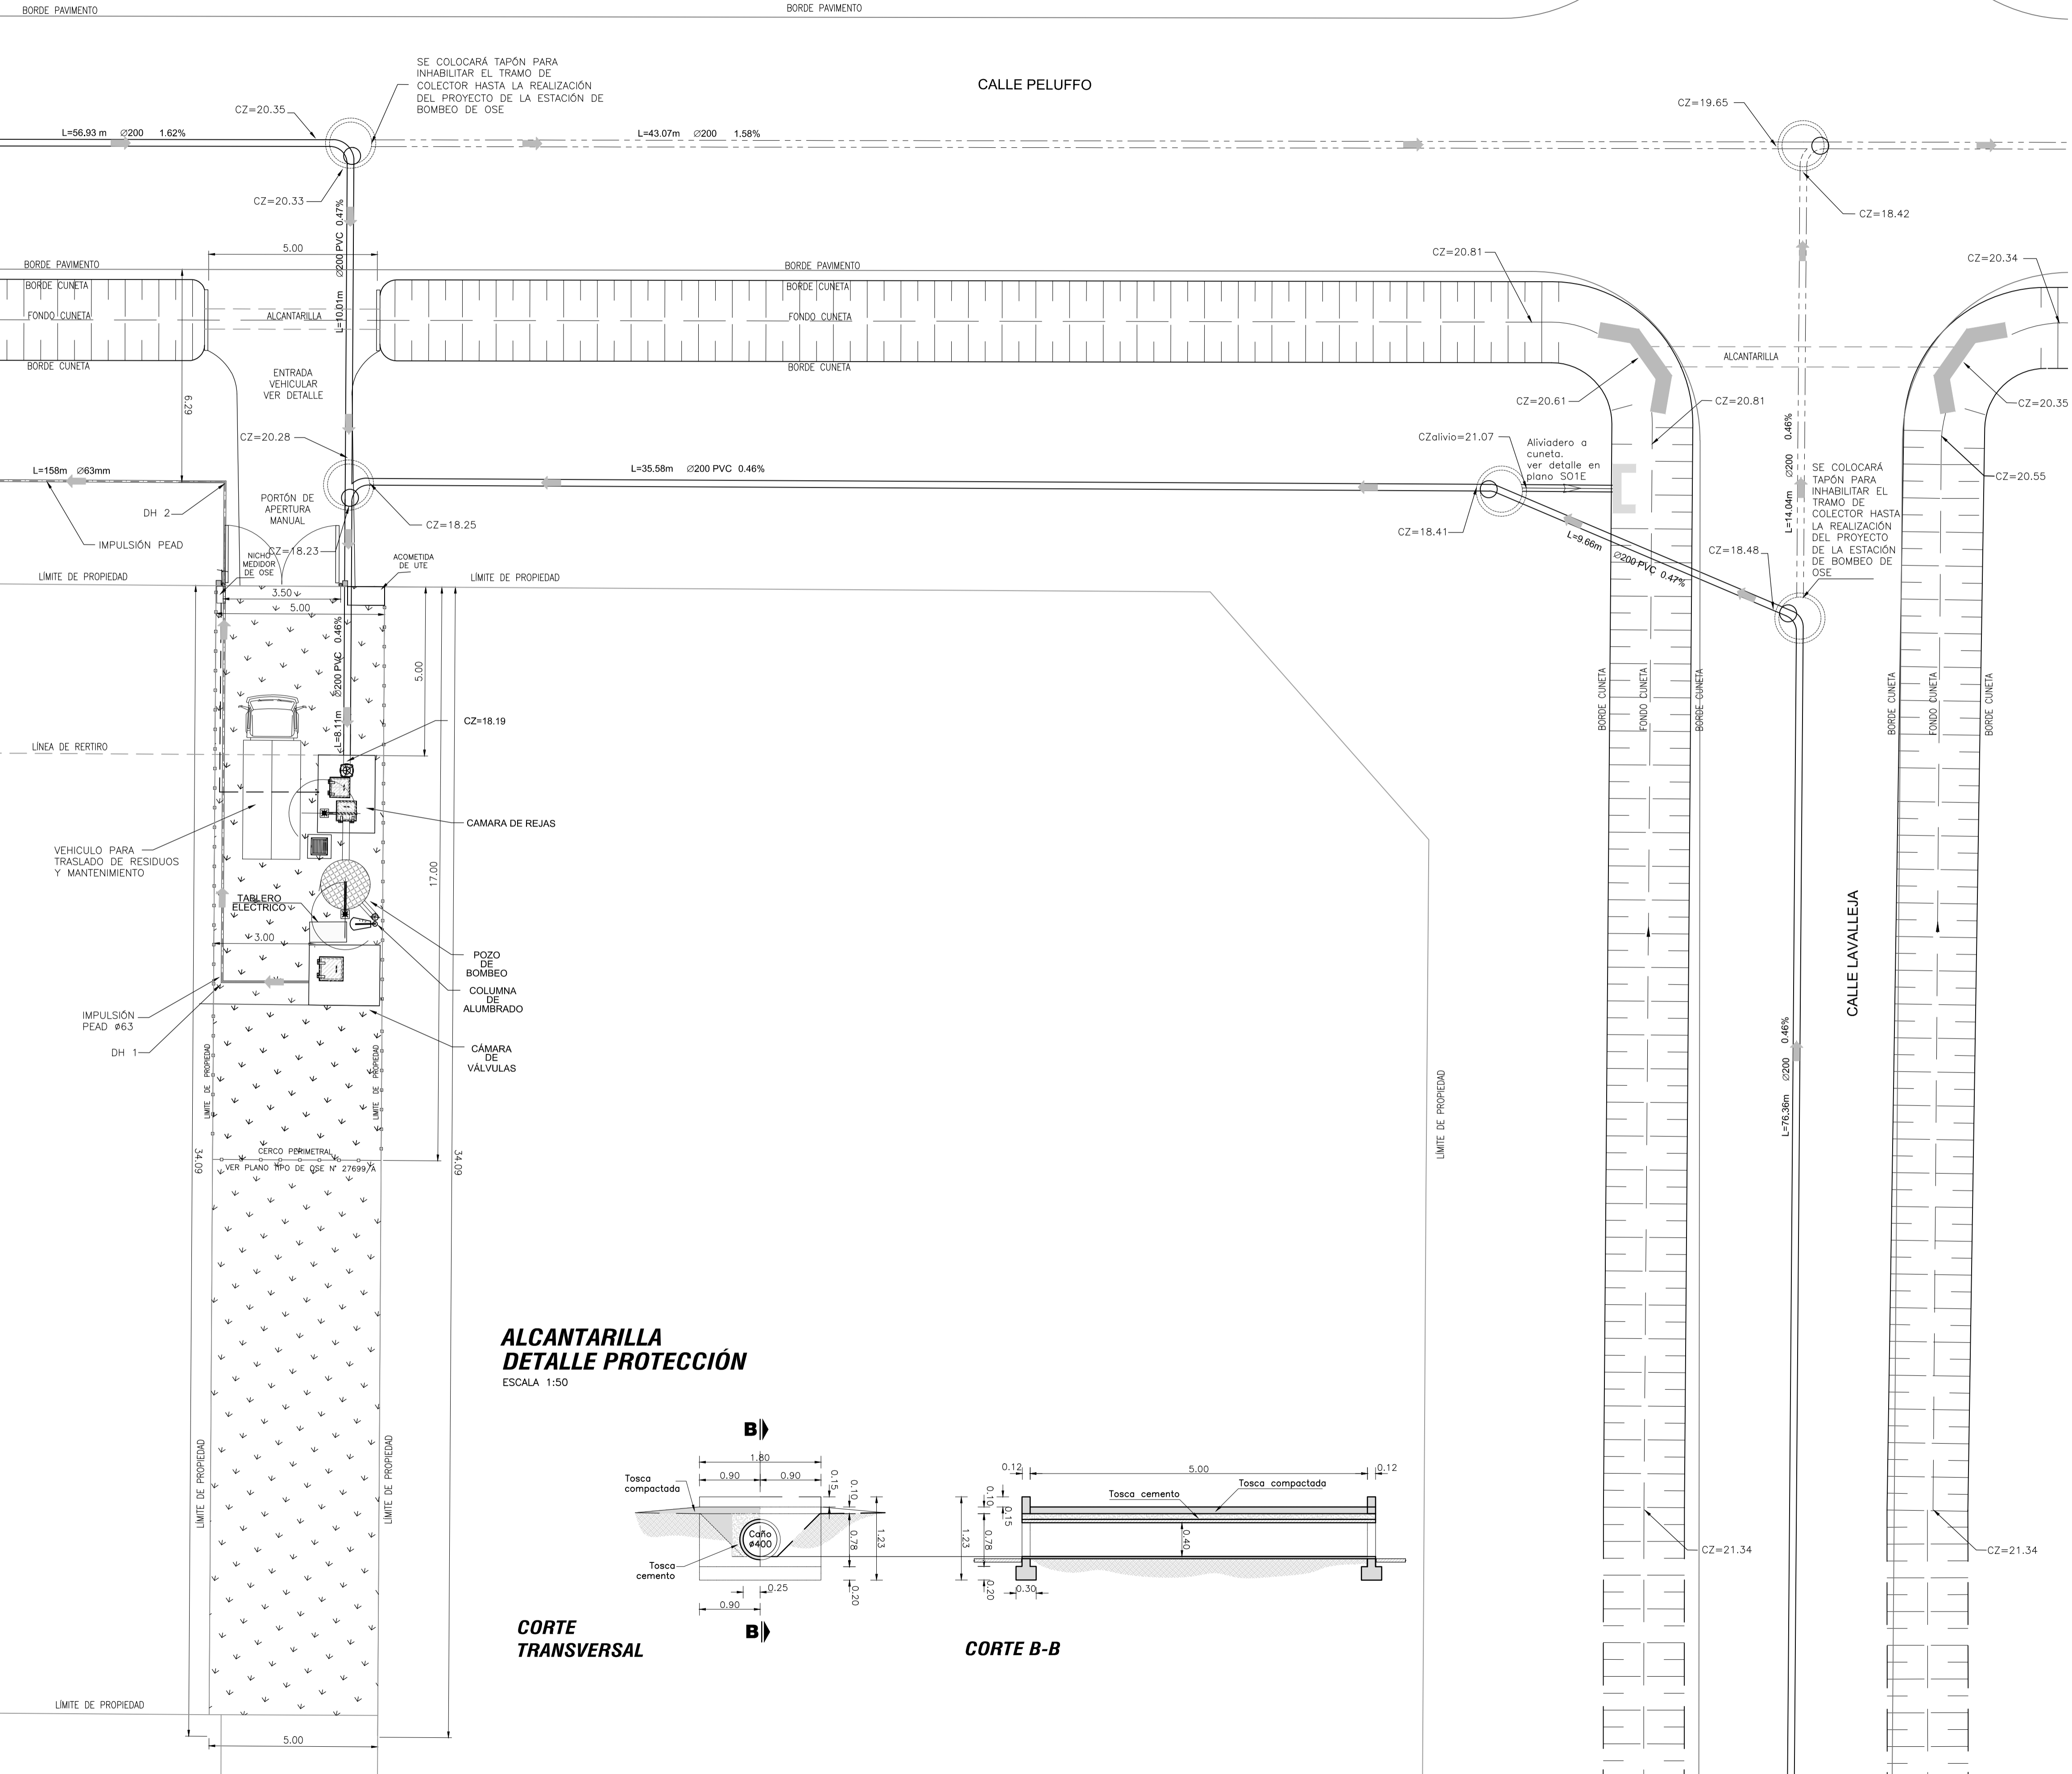 BORDE PAVIMENTO
BORDE PAVIMENTO
SE COLOCARÁ TAPÓN PARA
INHABILITAR EL TRAMO DE
COLECTOR HASTA LA REALIZACIÓN
DEL PROYECTO DE LA ESTACIÓN DE
BOMBEO DE OSE
CALLE PELUFFO
CZ=20.35
CZ=19.65
L=56.93 m Ø200 1.62%
L=43.07m Ø200 1.58%
CZ=20.33
CZ=18.42
L=10.01m Ø200 PVC 0.47%
5.00
CZ=20.81
CZ=20.34
BORDE PAVIMENTO
BORDE PAVIMENTO
BORDE CUNETA
BORDE CUNETA
FONDO CUNETA
ALCANTARILLA
FONDO CUNETA
ALCANTARILLA
BORDE CUNETA
BORDE CUNETA
ENTRADA
VEHICULAR
VER DETALLE
6.29
CZ=20.61
CZ=20.81
CZ=20.35
CZ=20.28
CZalivio=21.07
Aliviadero a
cuneta.
ver detalle en
plano S01E
L=14.04m Ø200 0.46%
L=158m Ø63mm
L=35.58m Ø200 PVC 0.46%
SE COLOCARÁ
TAPÓN PARA
INHABILITAR EL
TRAMO DE
COLECTOR HASTA
LA REALIZACIÓN
DEL PROYECTO
DE LA ESTACIÓN
DE BOMBEO DE
OSE
CZ=20.55
DH 2
PORTÓN DE
APERTURA
MANUAL
CZ=18.25
CZ=18.41
L=9.66m Ø200 PVC 0.47%
CZ=18.48
IMPULSIÓN PEAD
CZ=18.23
NICHO
MEDIDOR
DE OSE
ACOMETIDA
DE UTE
LÍMITE DE PROPIEDAD
LÍMITE DE PROPIEDAD
3.50
5.00
L=8.11m Ø200 PVC 0.46%
5.00
CZ=18.19
BORDE CUNETA
FONDO CUNETA
BORDE CUNETA
BORDE CUNETA
FONDO CUNETA
BORDE CUNETA
LÍNEA DE RERTIRO
CAMARA DE REJAS
VEHICULO PARA
TRASLADO DE RESIDUOS
Y MANTENIMIENTO
17.00
TABLERO
ELECTRICO
3.00
POZO
DE
BOMBEO
COLUMNA
DE
ALUMBRADO
CALLE LAVALLEJA
IMPULSIÓN
PEAD Ø63
DH 1
CÁMARA
DE
VÁLVULAS
L=76.36m Ø200 0.46%
LÍMITE DE PROPIEDAD
LÍMITE DE PROPIEDAD
LÍMITE DE PROPIEDAD
34.09
34.09
CERCO PERIMETRAL
VER PLANO TIPO DE OSE N° 27699/A
ALCANTARILLA
DETALLE PROTECCIÓN
ESCALA 1:50
LÍMITE DE PROPIEDAD
LÍMITE DE PROPIEDAD
B
1.80
0.90
0.90
0.15
0.10
Tosca
compactada
Caño
Ø400
0.78
1.23
Tosca
cemento
0.25
0.20
0.90
B
CORTE
TRANSVERSAL
0.12
5.00
0.12
Tosca compactada
Tosca cemento
0.10
0.15
1.23
0.78
0.40
0.20
0.30
CORTE B-B
CZ=21.34
CZ=21.34
LÍMITE DE PROPIEDAD
5.00